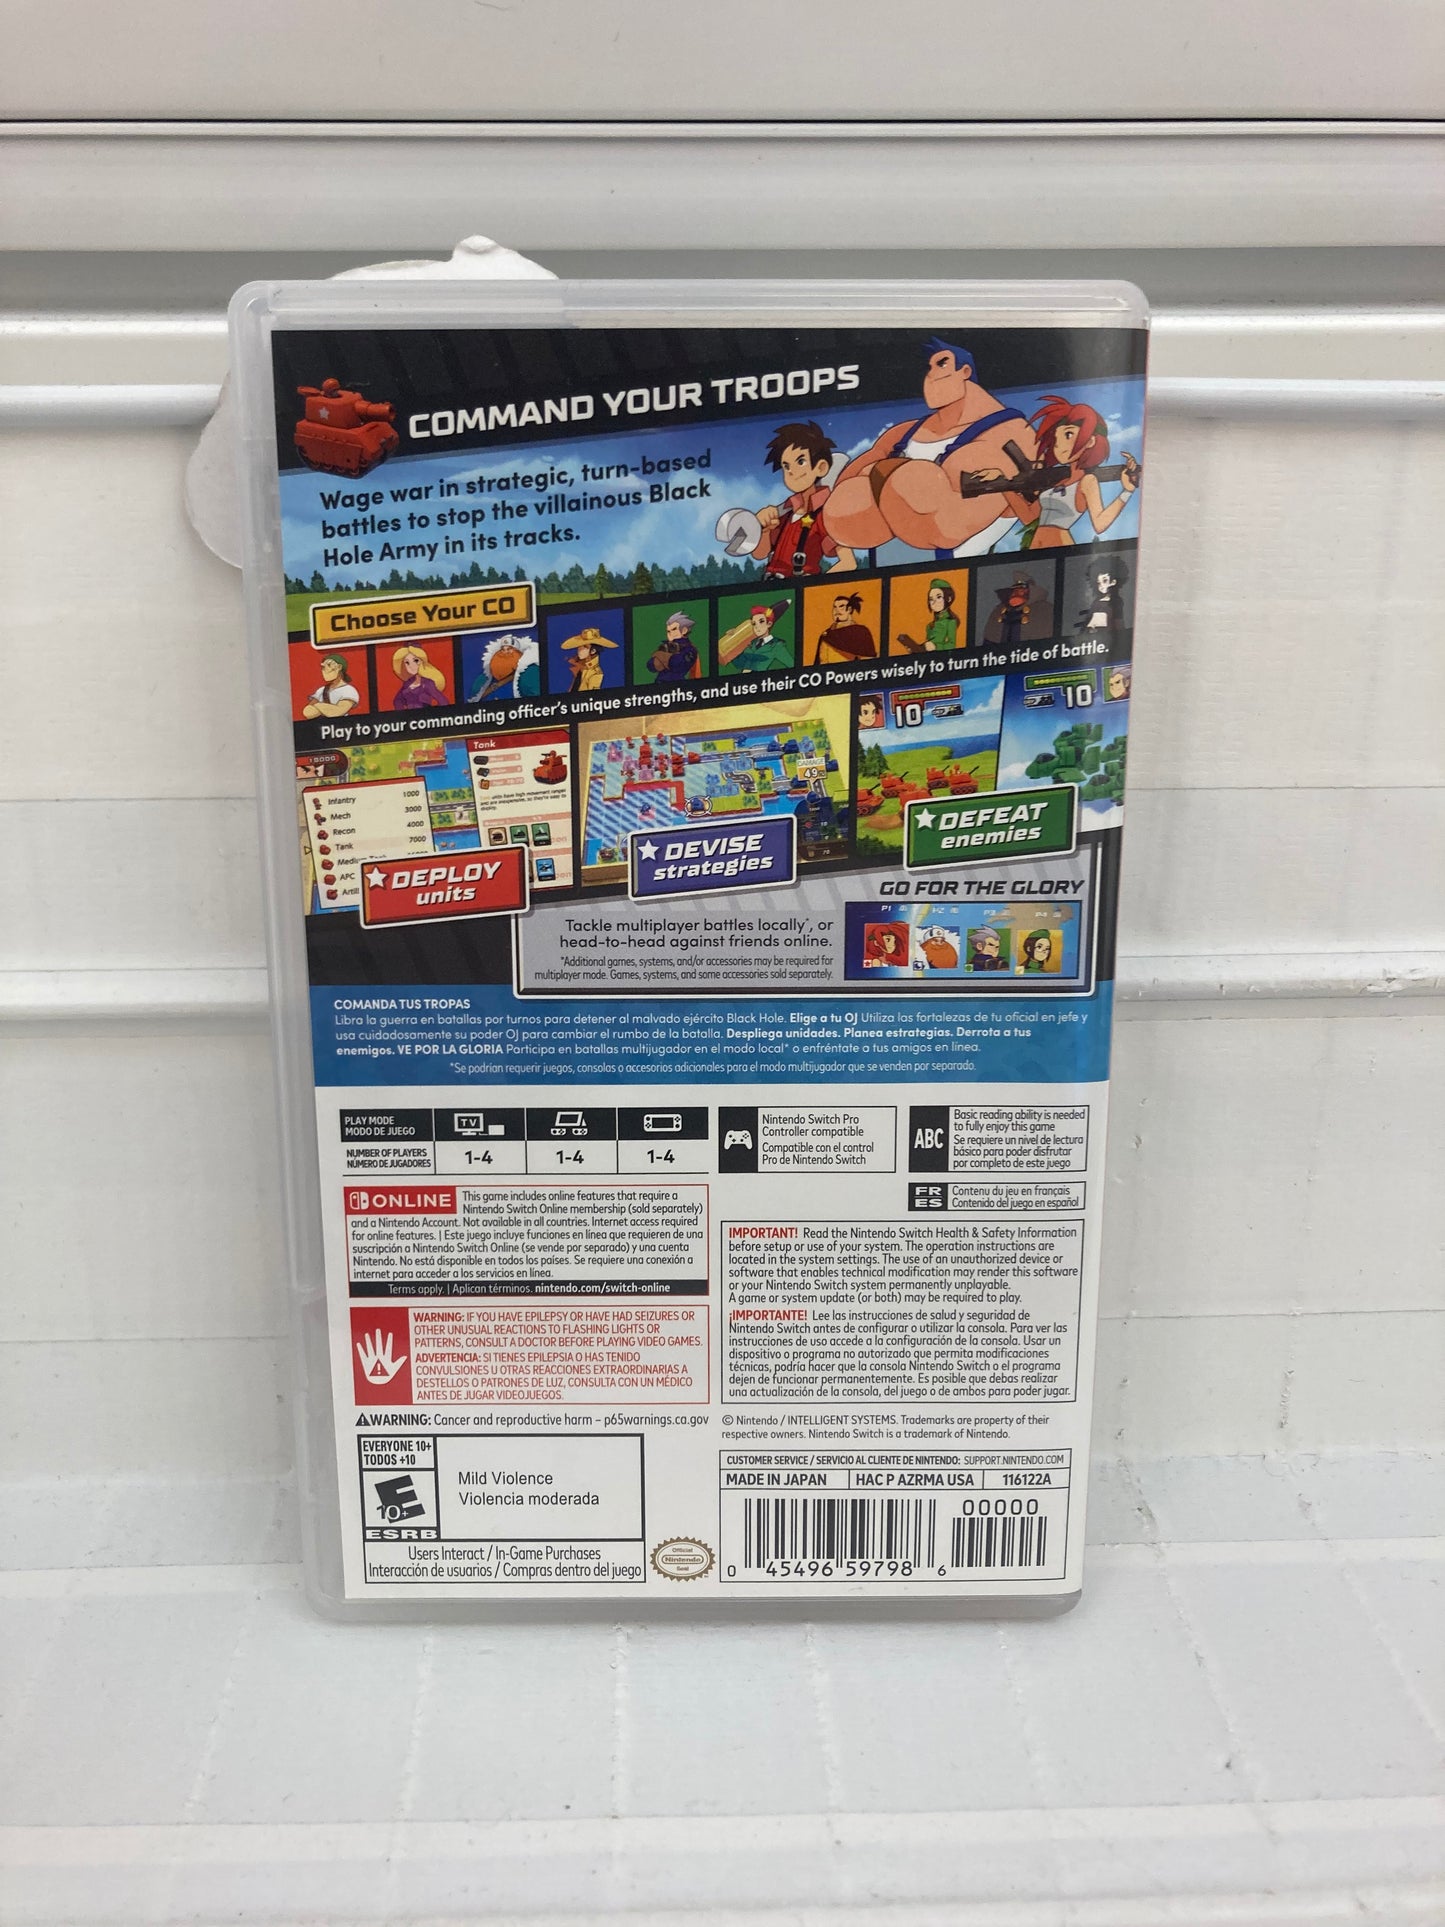 COMMAND YOUR TROOPS
Wage war in strategic, turn-based
battles to stop the villainous Black
Hole Army in its tracks.
Choose Your CO
Play to your commanding officer's unique strengths, and use their CO Powers wisely to turn the tide of battle.
Infantry 1000
Mech 3000
Recon 4000
Tank 7000
APC
Tank
DAMAGE
49
10
10
DEPLOY
units
DEVISE
strategies
DEFEAT
enemies
GO FOR THE GLORY
Tackle multiplayer battles locally*, or
head-to-head against friends online.
*Additional games, systems, and/or accessories may be required for
multiplayer mode. Games, systems, and some accessories sold separately.
P1 P2 P3 P4
COMANDA TUS TROPAS
Libra la guerra en batallas por turnos para detener al malvado ejército Black Hole. Elige a tu OJ Utiliza las fortalezas de tu oficial en jefe y
usa cuidadosamente su poder OJ para cambiar el rumbo de la batalla. Despliega unidades. Planea estrategias. Derrota a tus
enemigos. VE POR LA GLORIA Participa en batallas multijugador en el modo local* o enfréntate a tus amigos en línea.
*Se podrían requerir juegos, consolas o accesorios adicionales para el modo multijugador que se venden por separado.
PLAY MODE
MODO DE JUEGO
TV
NUMBER OF PLAYERS
NÚMERO DE JUGADORES
1-4 1-4 1-4
Nintendo Switch Pro
Controller compatible
Compatible con el control
Pro de Nintendo Switch
ABC
Basic reading ability is needed
to fully enjoy this game
Se requiere un nivel de lectura
básico para poder disfrutar
por completo de este juego
FR
ES
Contenu du jeu en français
Contenido del juego en español
ONLINE This game includes online features that require a
Nintendo Switch Online membership (sold separately)
and a Nintendo Account. Not available in all countries. Internet access required
for online features. | Este juego incluye funciones en línea que requieren de una
suscripción a Nintendo Switch Online (se vende por separado) y una cuenta
Nintendo. No está disponible en todos los países. Se requiere una conexión a
internet para acceder a los servicios en línea.
Terms apply. | Aplican términos. nintendo.com/switch-online
WARNING: IF YOU HAVE EPILEPSY OR HAVE HAD SEIZURES OR
OTHER UNUSUAL REACTIONS TO FLASHING LIGHTS OR
PATTERNS, CONSULT A DOCTOR BEFORE PLAYING VIDEO GAMES.
ADVERTENCIA: SI TIENES EPILEPSIA O HAS TENIDO
CONVULSIONES U OTRAS REACCIONES EXTRAORDINARIAS A
DESTELLOS O PATRONES DE LUZ, CONSULTA CON UN MÉDICO
ANTES DE JUGAR VIDEOJUEGOS.
WARNING: Cancer and reproductive harm – p65warnings.ca.gov
IMPORTANT! Read the Nintendo Switch Health & Safety Information
before setup or use of your system. The operation instructions are
located in the system settings. The use of an unauthorized device or
software that enables technical modification may render this software
or your Nintendo Switch system permanently unplayable.
A game or system update (or both) may be required to play.
¡IMPORTANTE! Lee las instrucciones de salud y seguridad de
Nintendo Switch antes de configurar o utilizar la consola. Para ver las
instrucciones de uso accede a la configuración de la consola. Usar un
dispositivo o programa no autorizado que permita modificaciones
técnicas, podría hacer que la consola Nintendo Switch o el programa
dejen de funcionar permanentemente. Es posible que debas realizar
una actualización de la consola, del juego o de ambos para poder jugar.
© Nintendo / INTELLIGENT SYSTEMS. Trademarks are property of their
respective owners. Nintendo Switch is a trademark of Nintendo.
EVERYONE 10+
TODOS +10
E
10+
ESRB
Mild Violence
Violencia moderada
Users Interact / In-Game Purchases
Interacción de usuarios / Compras dentro del juego
Official
Nintendo
Seal
CUSTOMER SERVICE / SERVICIO AL CLIENTE DE NINTENDO: SUPPORT.NINTENDO.COM
MADE IN JAPAN HAC P AZRMA USA 116122A
00000
0 45496 59798 6